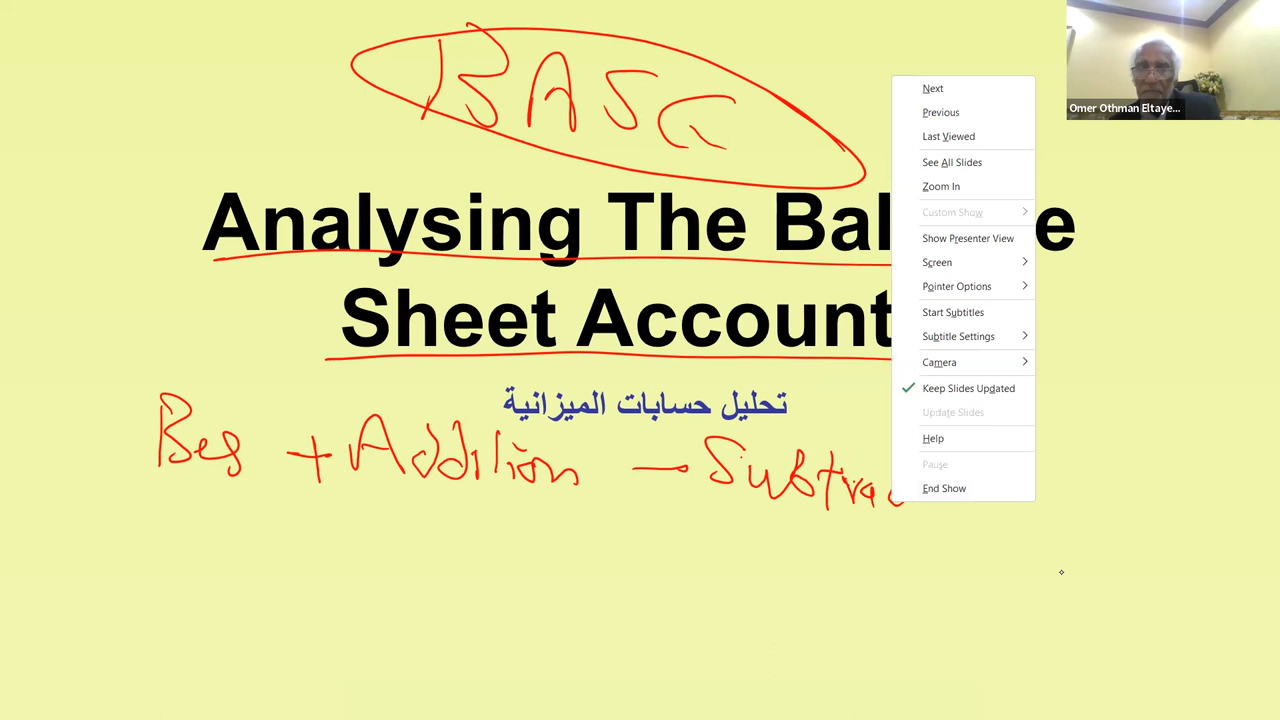 BASC
Analysing The Bal e
Sheet Account
تحليل حسابات الميزانية
Beg + Addition - Subtrac
Next
Previous
Last Viewed
See All Slides
Zoom In
Custom Show
Show Presenter View
Screen
Pointer Options
Start Subtitles
Subtitle Settings
Camera
Keep Slides Updated
Update Slides
Help
Pause
End Show
Omer Othman Eltaye...